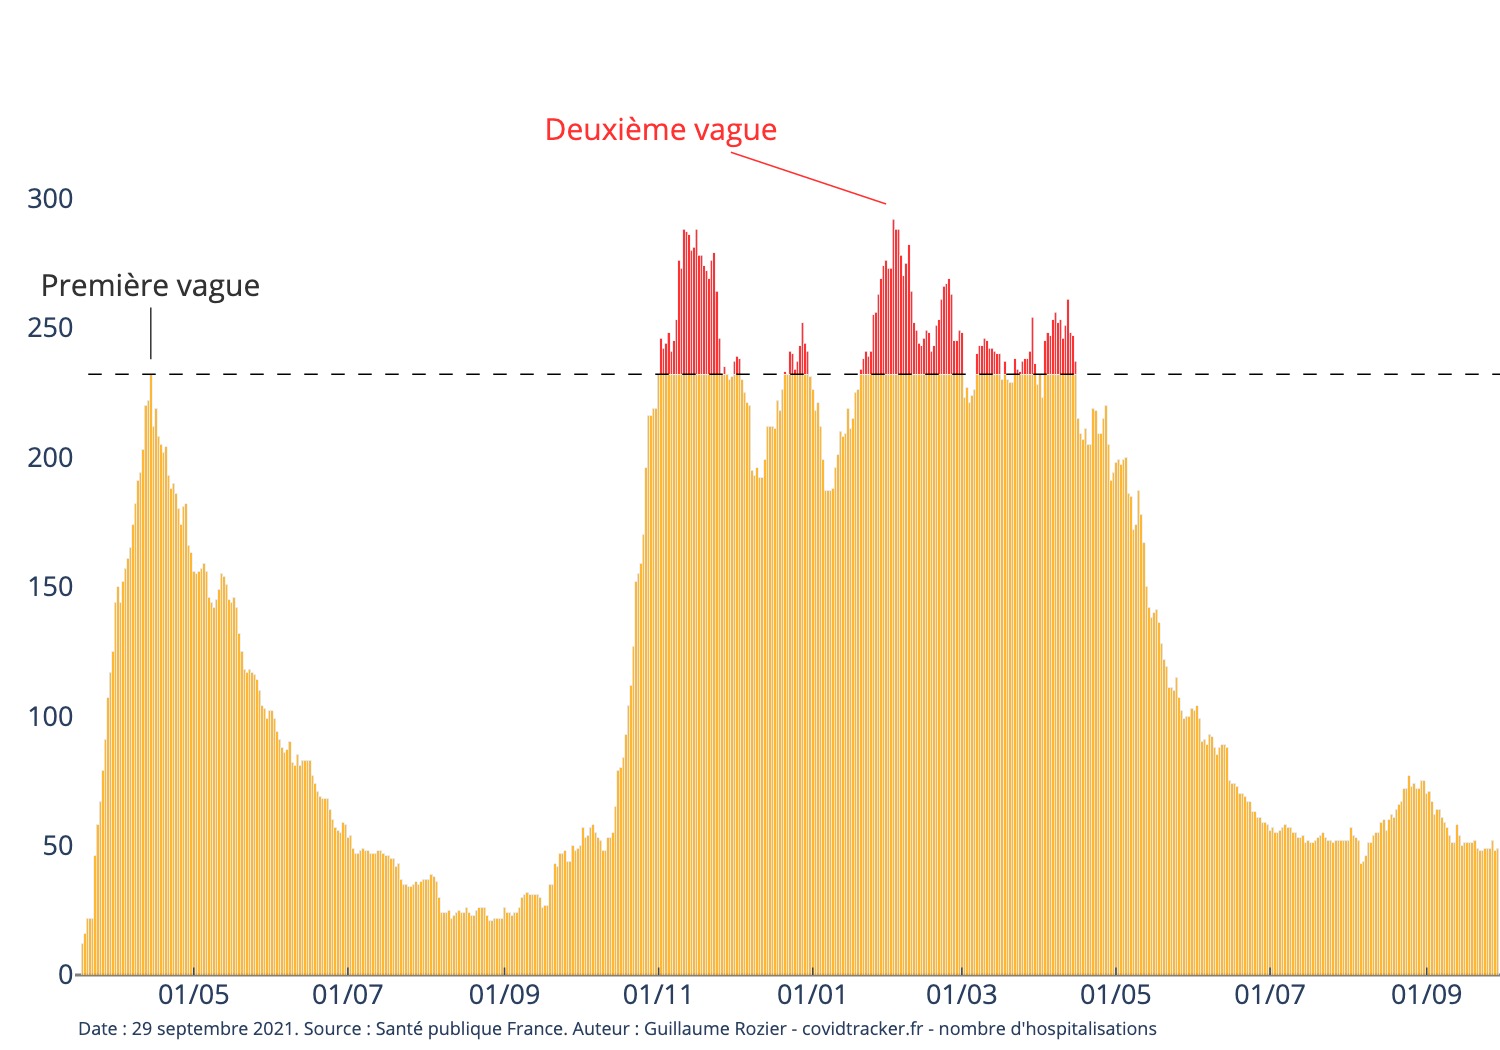 Deuxième vague
300
Première vague
250
200
150
100
50
0
01/05 01/07 01/09 01/11 01/01 01/03 01/05 01/07 01/09
Date : 29 septembre 2021. Source : Santé publique France. Auteur : Guillaume Rozier - covidtracker.fr - nombre d'hospitalisations